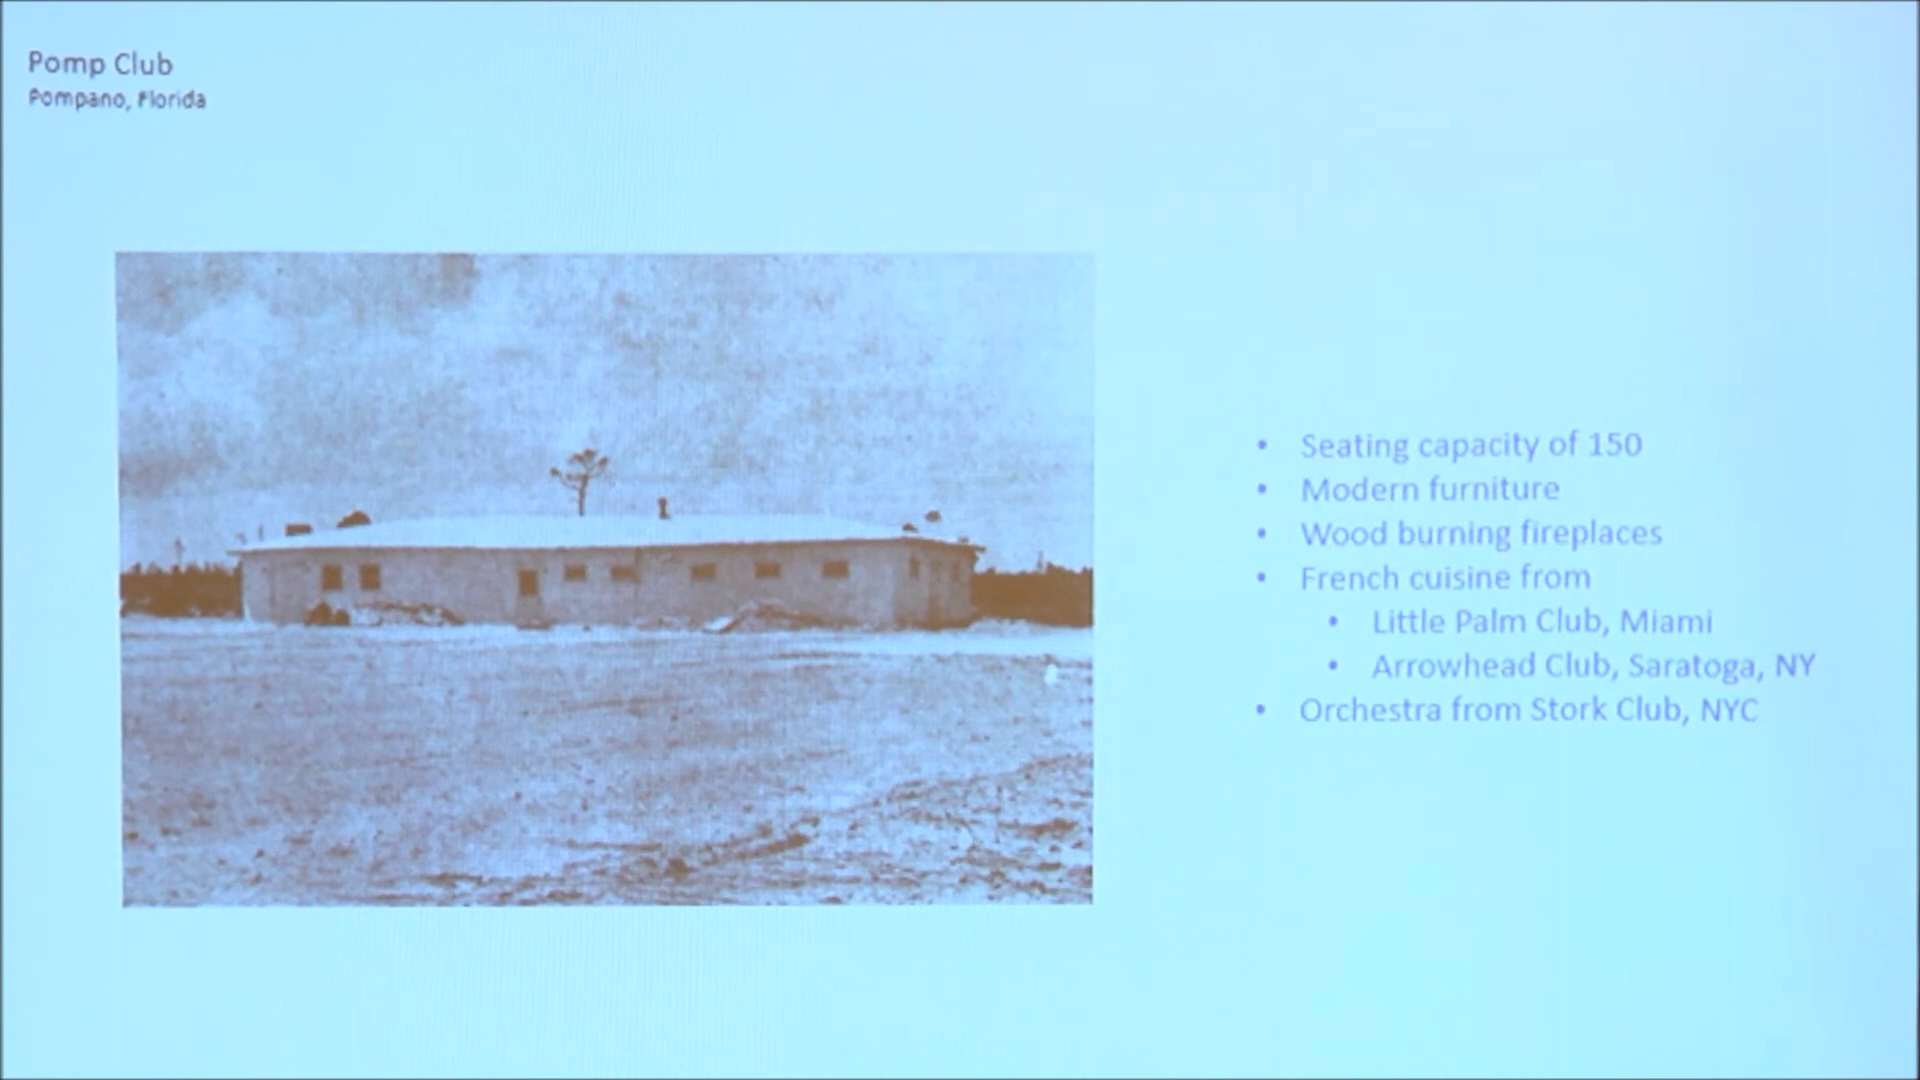 Pomp Club
Pompano, Florida
• Seating capacity of 150
• Modern furniture
• Wood burning fireplaces
• French cuisine from
• Little Palm Club, Miami
• Arrowhead Club, Saratoga, NY
• Orchestra from Stork Club, NYC